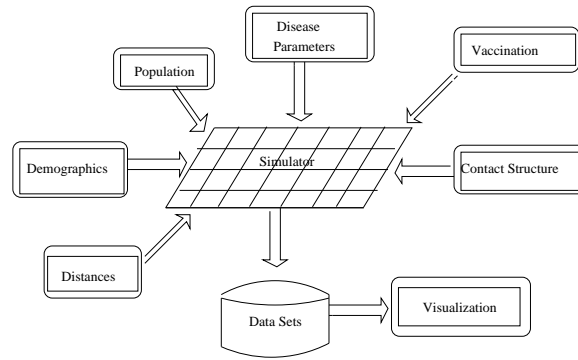 Disease
Parameters
Vaccination
Population
Simulator
Demographics
Contact Structure
Distances
Data Sets
Visualization